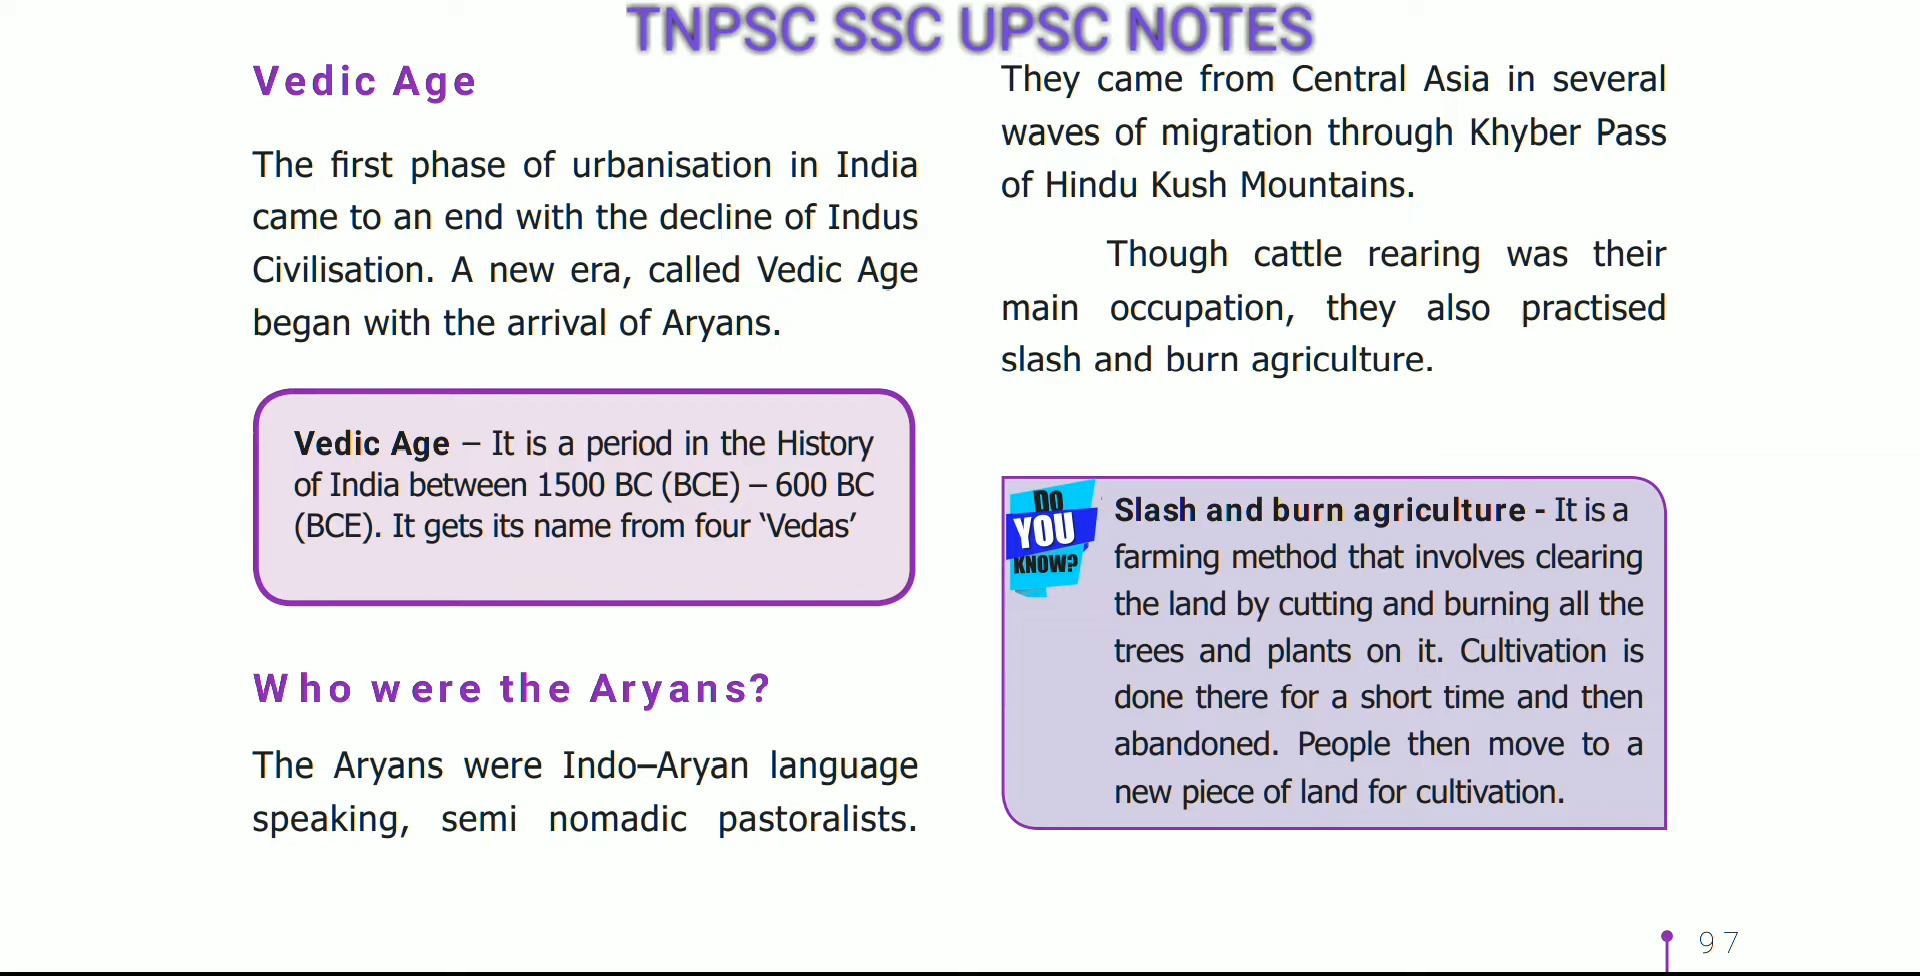 TNPSC SSC UPSC NOTES
Vedic Age
The first phase of urbanisation in India
came to an end with the decline of Indus
Civilisation. A new era, called Vedic Age
began with the arrival of Aryans.
Vedic Age – It is a period in the History
of India between 1500 BC (BCE) – 600 BC
(BCE). It gets its name from four ‘Vedas’
Who were the Aryans?
The Aryans were Indo–Aryan language
speaking, semi nomadic pastoralists.
They came from Central Asia in several
waves of migration through Khyber Pass
of Hindu Kush Mountains.
Though cattle rearing was their
main occupation, they also practised
slash and burn agriculture.
DO
YOU
KNOW?
Slash and burn agriculture - It is a
farming method that involves clearing
the land by cutting and burning all the
trees and plants on it. Cultivation is
done there for a short time and then
abandoned. People then move to a
new piece of land for cultivation.
97